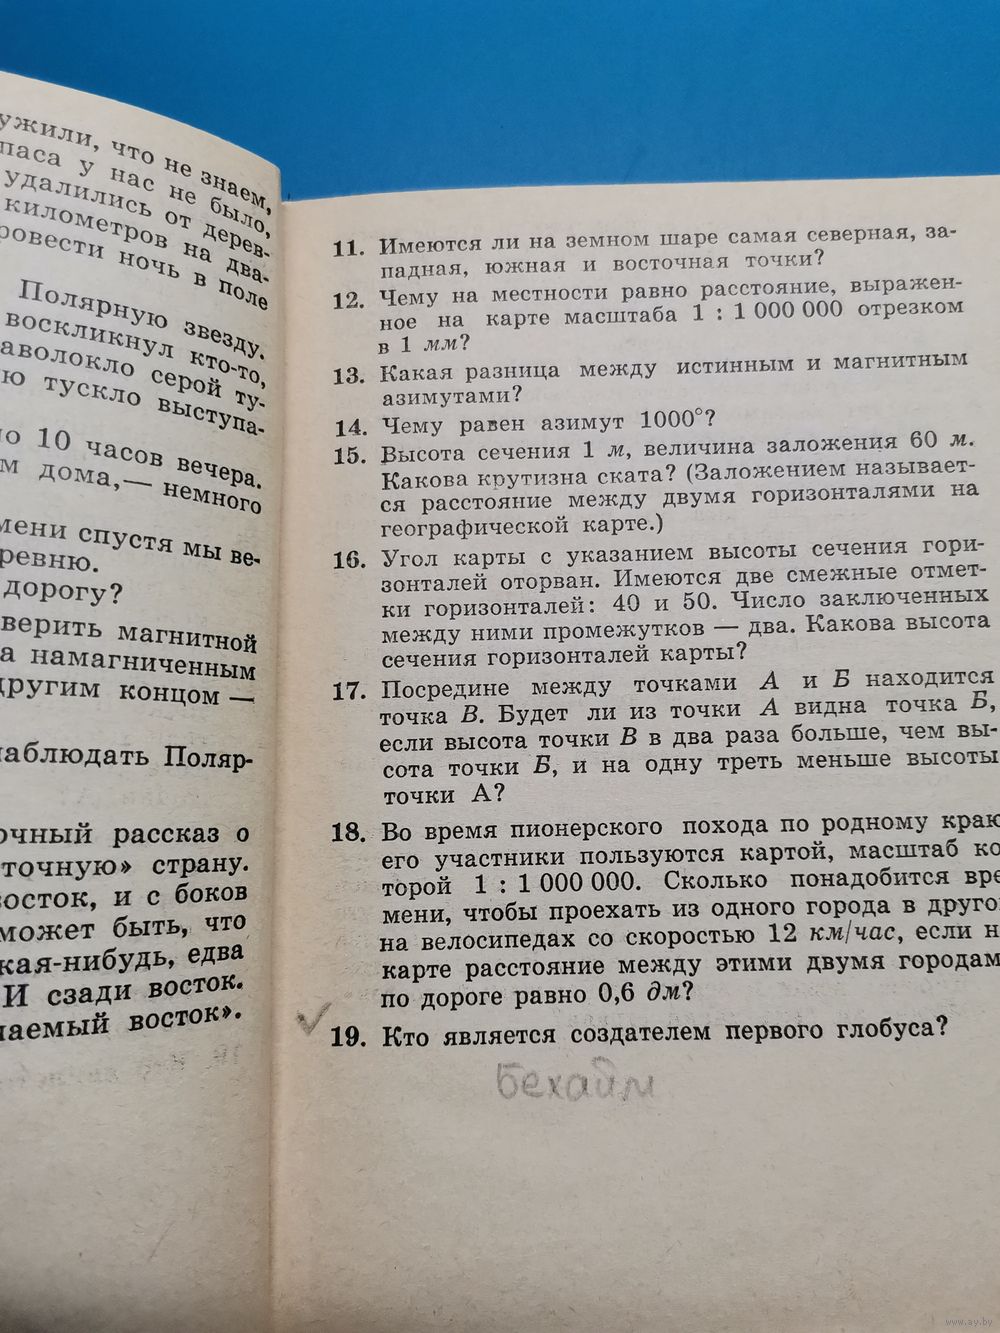 ужили, что не знаем,
паса у нас не было,
удалились от дерев-
километров на два-
ровести ночь в поле
Полярную звезду.
воскликнул кто-то,
аволокло серой ту-
ю тускло выступа-
о 10 часов вечера.
м дома,— немного
мени спустя мы ве-
ревню.
дорогу?
верить магнитной
а намагниченным
другим концом —
наблюдать Поляр-
очный рассказ о
точную» страну.
восток, и с боков
может быть, что
кая-нибудь, едва
И сзади восток.
маемый восток».
11. Имеются ли на земном шаре самая северная, за-
падная, южная и восточная точки?
12. Чему на местности равно расстояние, выражен-
ное на карте масштаба 1 : 1 000 000 отрезком
в 1 мм?
13. Какая разница между истинным и магнитным
азимутами?
14. Чему равен азимут 1000°?
15. Высота сечения 1 м, величина заложения 60 м.
Какова крутизна ската? (Заложением называет-
ся расстояние между двумя горизонталями на
географической карте.)
16. Угол карты с указанием высоты сечения гори-
зонталей оторван. Имеются две смежные отмет-
ки горизонталей: 40 и 50. Число заключенных
между ними промежутков — два. Какова высота
сечения горизонталей карты?
17. Посредине между точками А и Б находится
точка В. Будет ли из точки А видна точка Б,
если высота точки В в два раза больше, чем вы-
сота точки Б, и на одну треть меньше высоты
точки А?
18. Во время пионерского похода по родному краю
его участники пользуются картой, масштаб ко
торой 1 : 1 000 000. Сколько понадобится вре
мени, чтобы проехать из одного города в друго
на велосипедах со скоростью 12 км/час, если н
карте расстояние между этими двумя городам
по дороге равно 0,6 дм?
19. Кто является создателем первого глобуса?
Бехайм
www.ay.by